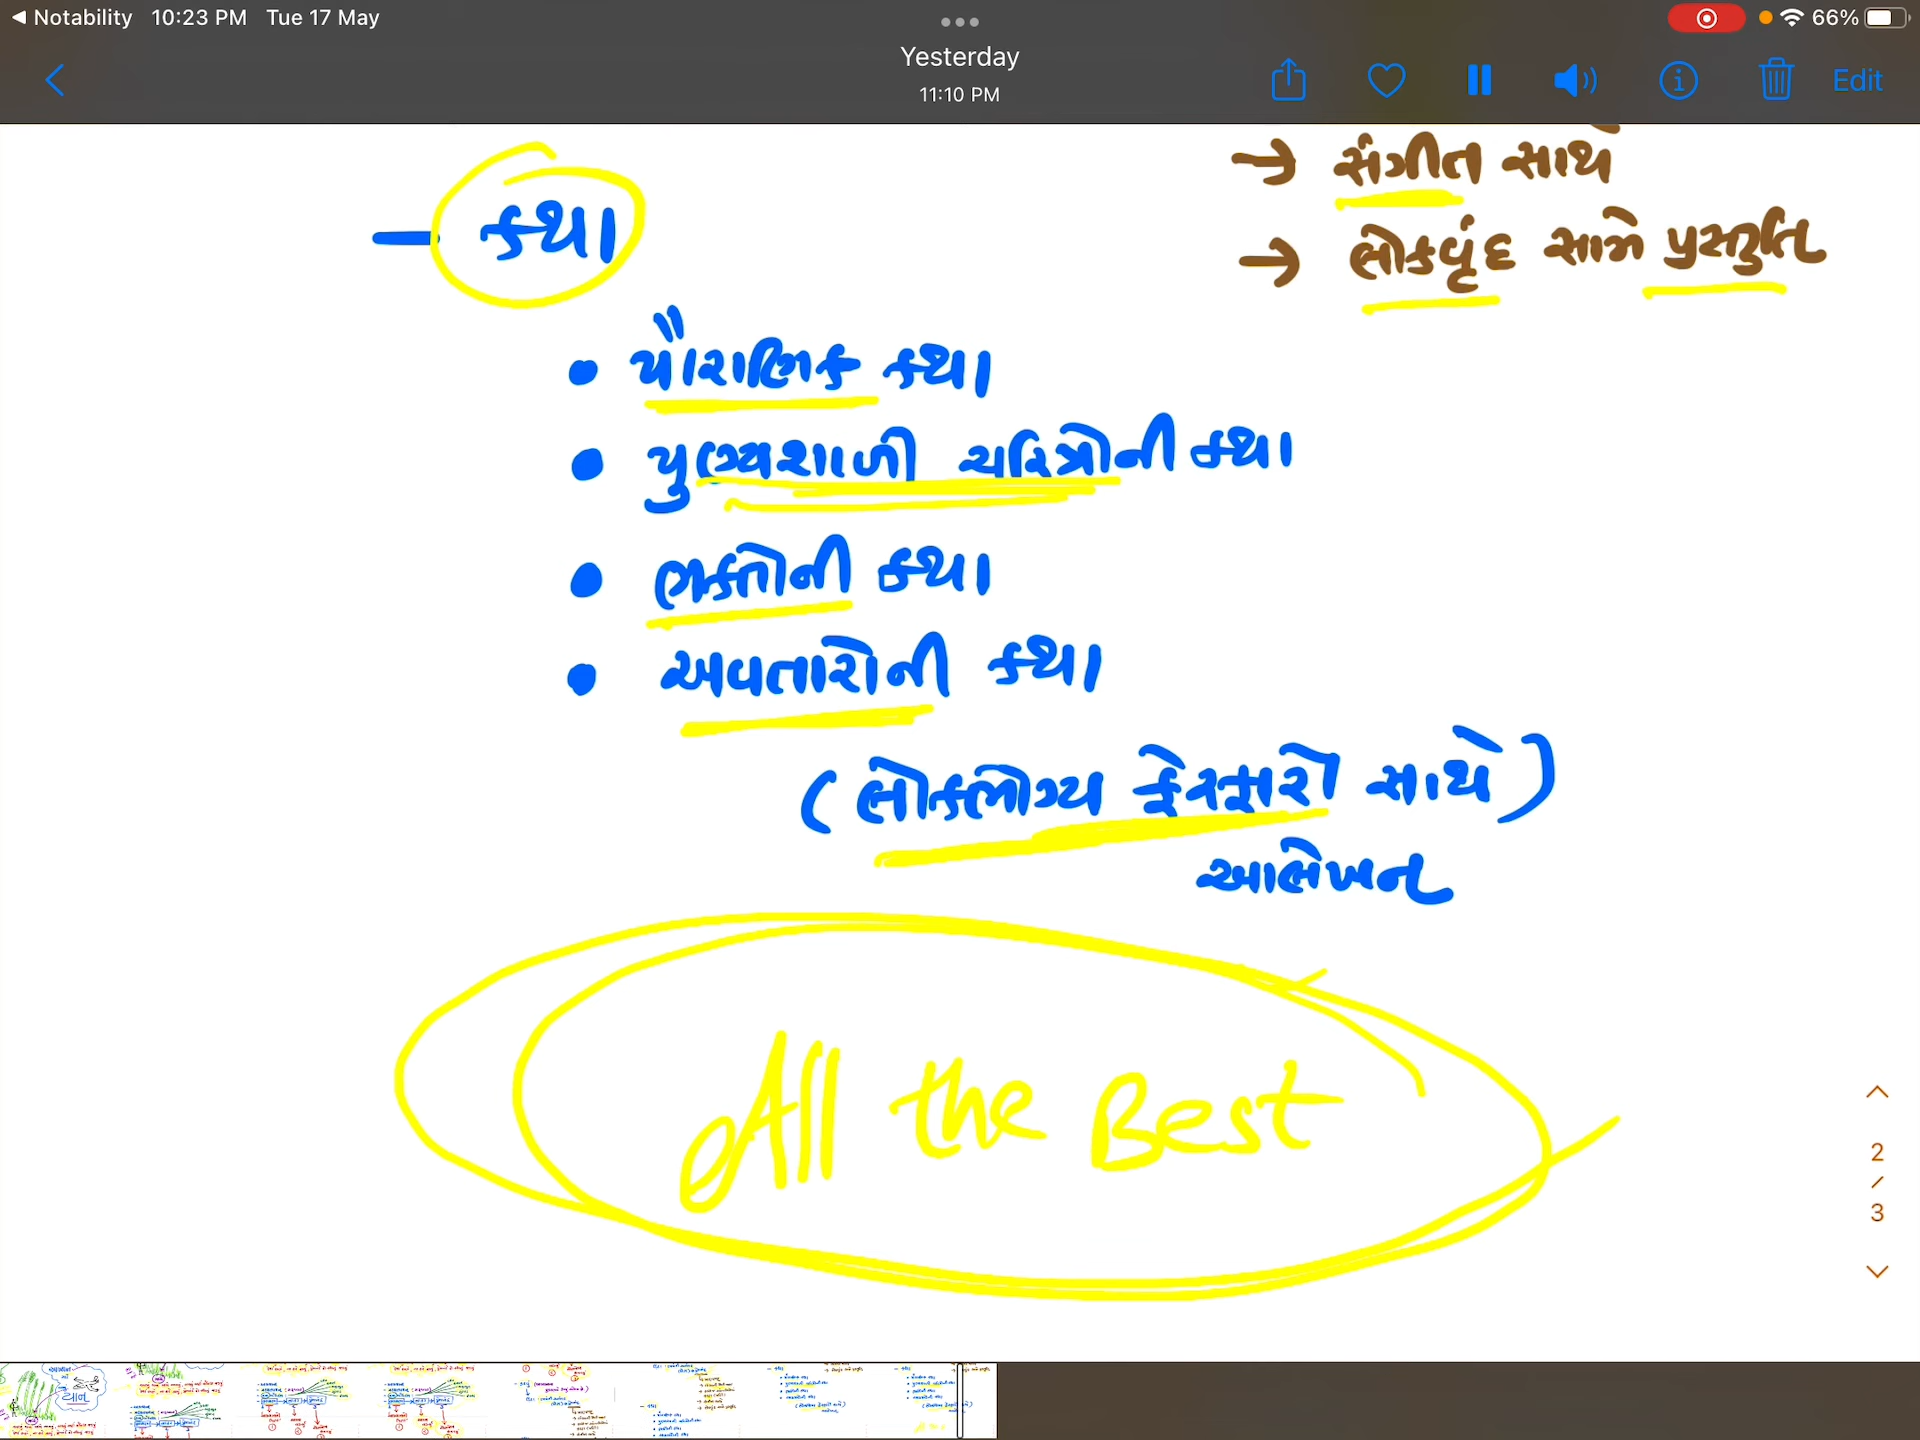 ◀ Notability 10:23 PM Tue 17 May
66%
Yesterday
11:10 PM
Edit
→ સંગીત સાથે
→ લોકવૃંદ સામે પ્રસ્તુતિ
– કથા
• પૌરાણિક કથા
• પુણ્યશાળી ચરિત્રોની કથા
• ભક્તોની કથા
• અવતારોની કથા
(લોકભોગ્ય ફેરફારો સાથે)
આલેખન
All the Best
2
/
3